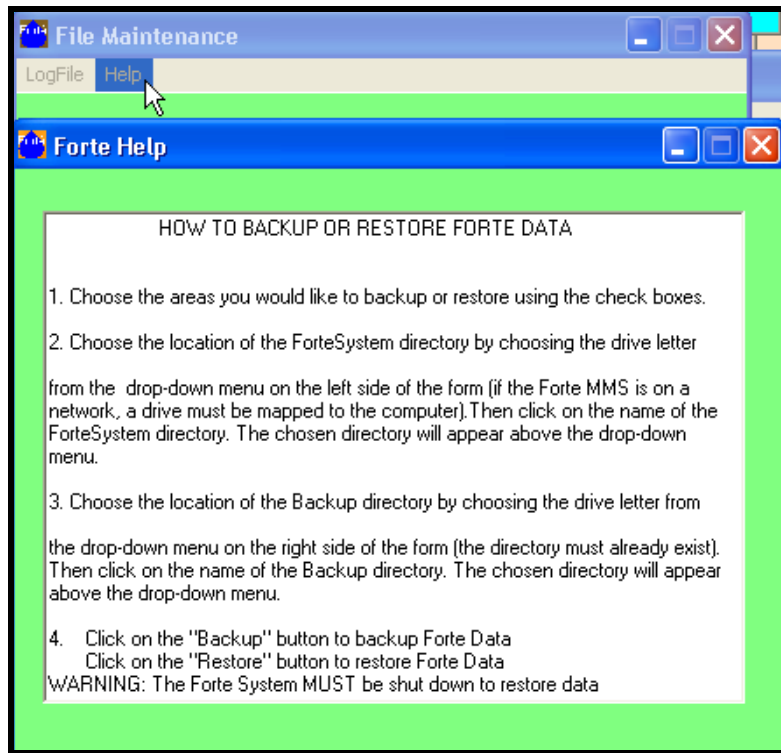 File Maintenance
LogFile Help
Forte Help
HOW TO BACKUP OR RESTORE FORTE DATA
1. Choose the areas you would like to backup or restore using the check boxes.
2. Choose the location of the ForteSystem directory by choosing the drive letter
from the drop-down menu on the left side of the form (if the Forte MMS is on a
network, a drive must be mapped to the computer).Then click on the name of the
ForteSystem directory. The chosen directory will appear above the drop-down
menu.
3. Choose the location of the Backup directory by choosing the drive letter from
the drop-down menu on the right side of the form (the directory must already exist).
Then click on the name of the Backup directory. The chosen directory will appear
above the drop-down menu.
4. Click on the "Backup" button to backup Forte Data
Click on the "Restore" button to restore Forte Data
WARNING: The Forte System MUST be shut down to restore data